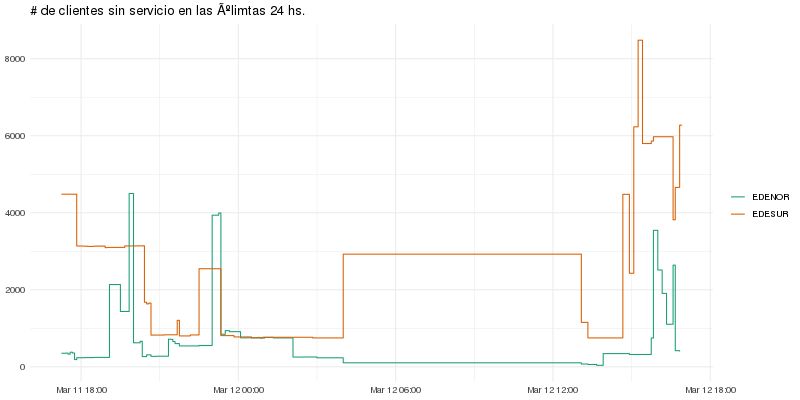 # de clientes sin servicio en las Ãºlimtas 24 hs.
8000
6000
4000
2000
0
Mar 11 18:00
Mar 12 00:00
Mar 12 06:00
Mar 12 12:00
Mar 12 18:00
EDENOR
EDESUR